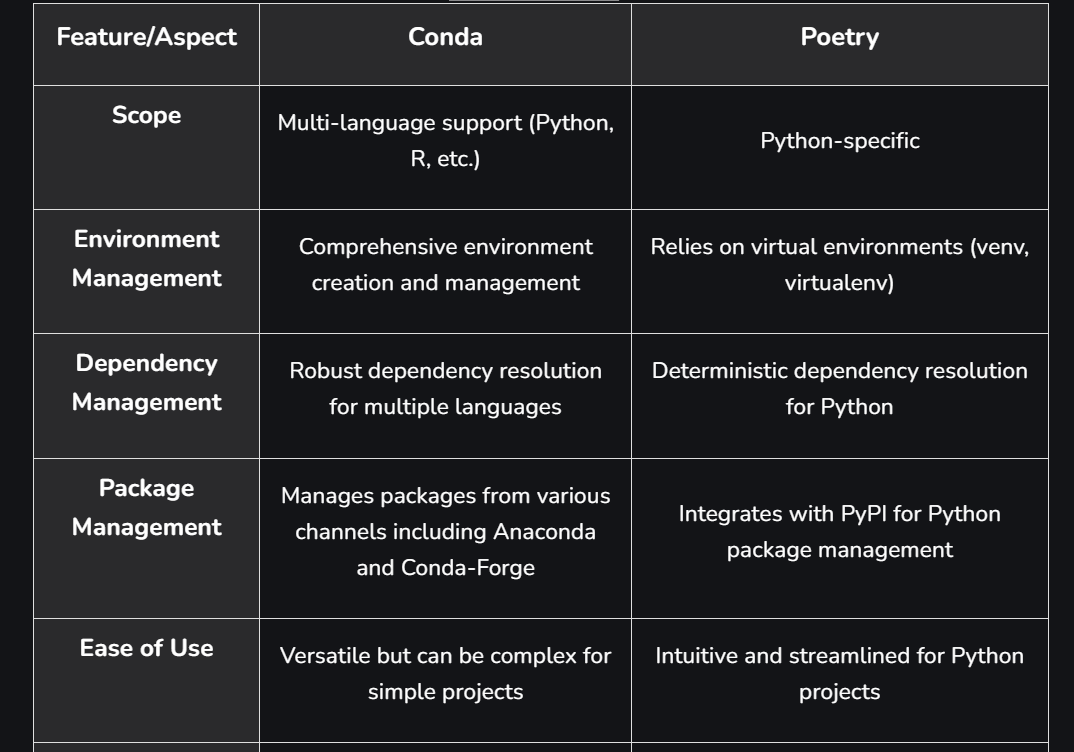 Feature/Aspect
Conda
Poetry
Scope
Multi-language support (Python,
R, etc.)
Python-specific
Environment
Management
Comprehensive environment
creation and management
Relies on virtual environments (venv,
virtualenv)
Dependency
Management
Robust dependency resolution
for multiple languages
Deterministic dependency resolution
for Python
Package
Management
Manages packages from various
channels including Anaconda
and Conda-Forge
Integrates with PyPI for Python
package management
Ease of Use
Versatile but can be complex for
simple projects
Intuitive and streamlined for Python
projects